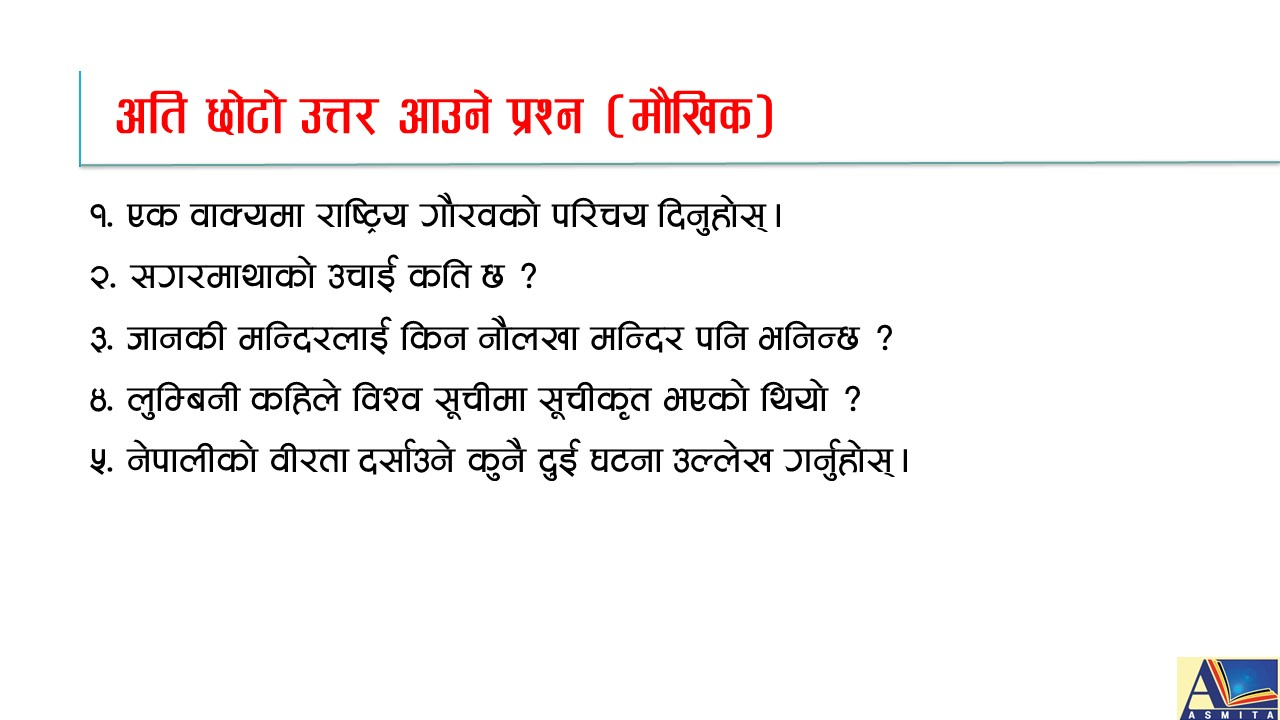 अति छोटो उत्तर आउने प्रश्न (मौखिक)
१. एक वाक्यमा राष्ट्रिय गौरवको परिचय दिनुहोस् ।
२. सगरमाथाको उचाई कति छ ?
३. जानकी मन्दिरलाई किन नौलखा मन्दिर पनि भनिन्छ ?
४. लुम्बिनी कहिले विश्व सूचीमा सूचीकृत भएको थियो ?
५. नेपालीको वीरता दर्साउने कुनै दुई घटना उल्लेख गर्नुहोस् ।
ASMITA